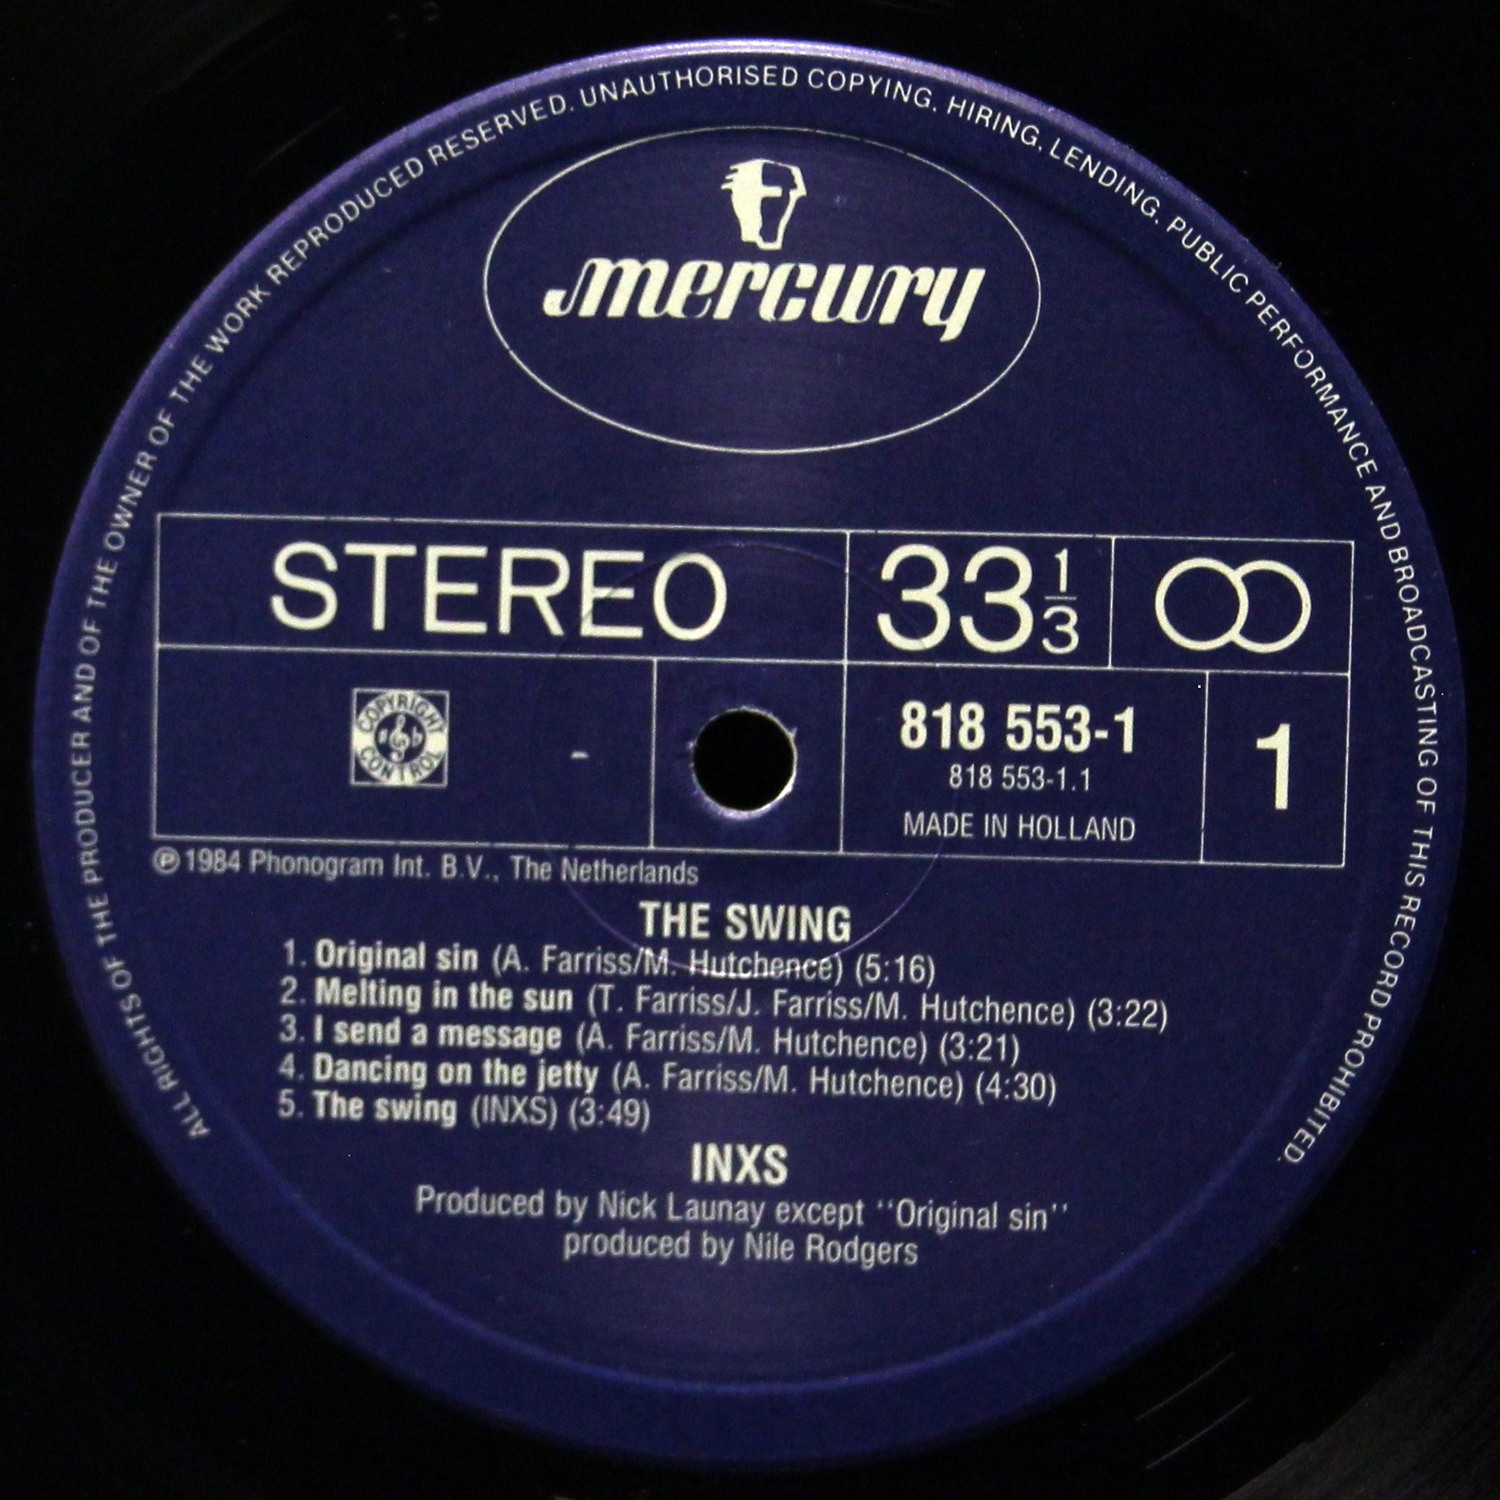 ALL RIGHTS OF THE PRODUCER AND OF THE OWNER OF THE WORK REPRODUCED RESERVED. UNAUTHORISED COPYING. HIRING. LENDING. PUBLIC PERFORMANCE AND BROADCASTING OF THIS RECORD PROHIBITED.
mercury
STEREO
33 1/3
COPYRIGHT CONTROL
-
818 553-1
818 553-1.1
MADE IN HOLLAND
1
℗ 1984 Phonogram Int. B.V., The Netherlands
THE SWING
1. Original sin (A. Farriss/M. Hutchence) (5:16)
2. Melting in the sun (T. Farriss/J. Farriss/M. Hutchence) (3:22)
3. I send a message (A. Farriss/M. Hutchence) (3:21)
4. Dancing on the jetty (A. Farriss/M. Hutchence) (4:30)
5. The swing (INXS) (3:49)
INXS
Produced by Nick Launay except ''Original sin''
produced by Nile Rodgers